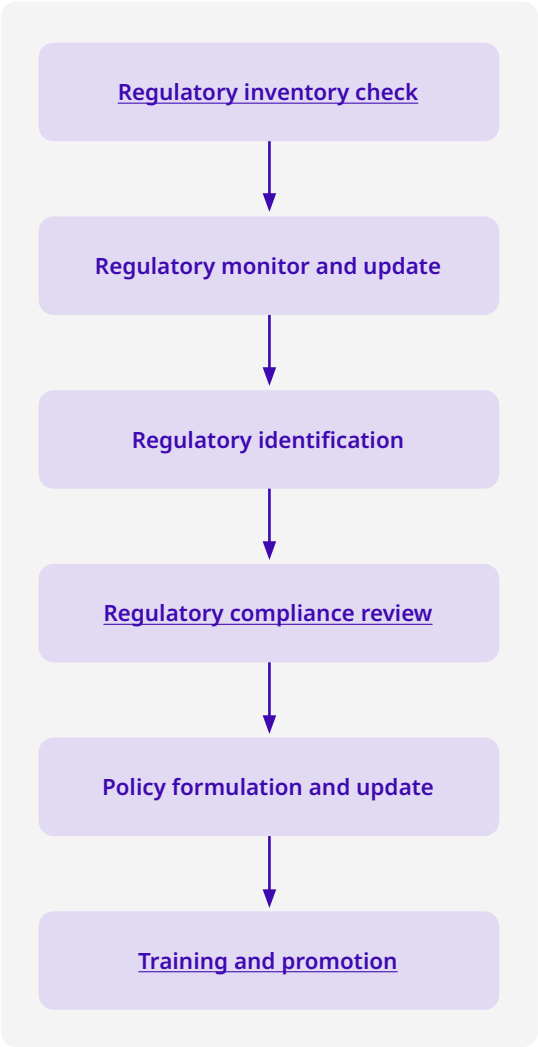 Regulatory inventory check
Regulatory monitor and update
Regulatory identification
Regulatory compliance review
Policy formulation and update
Training and promotion